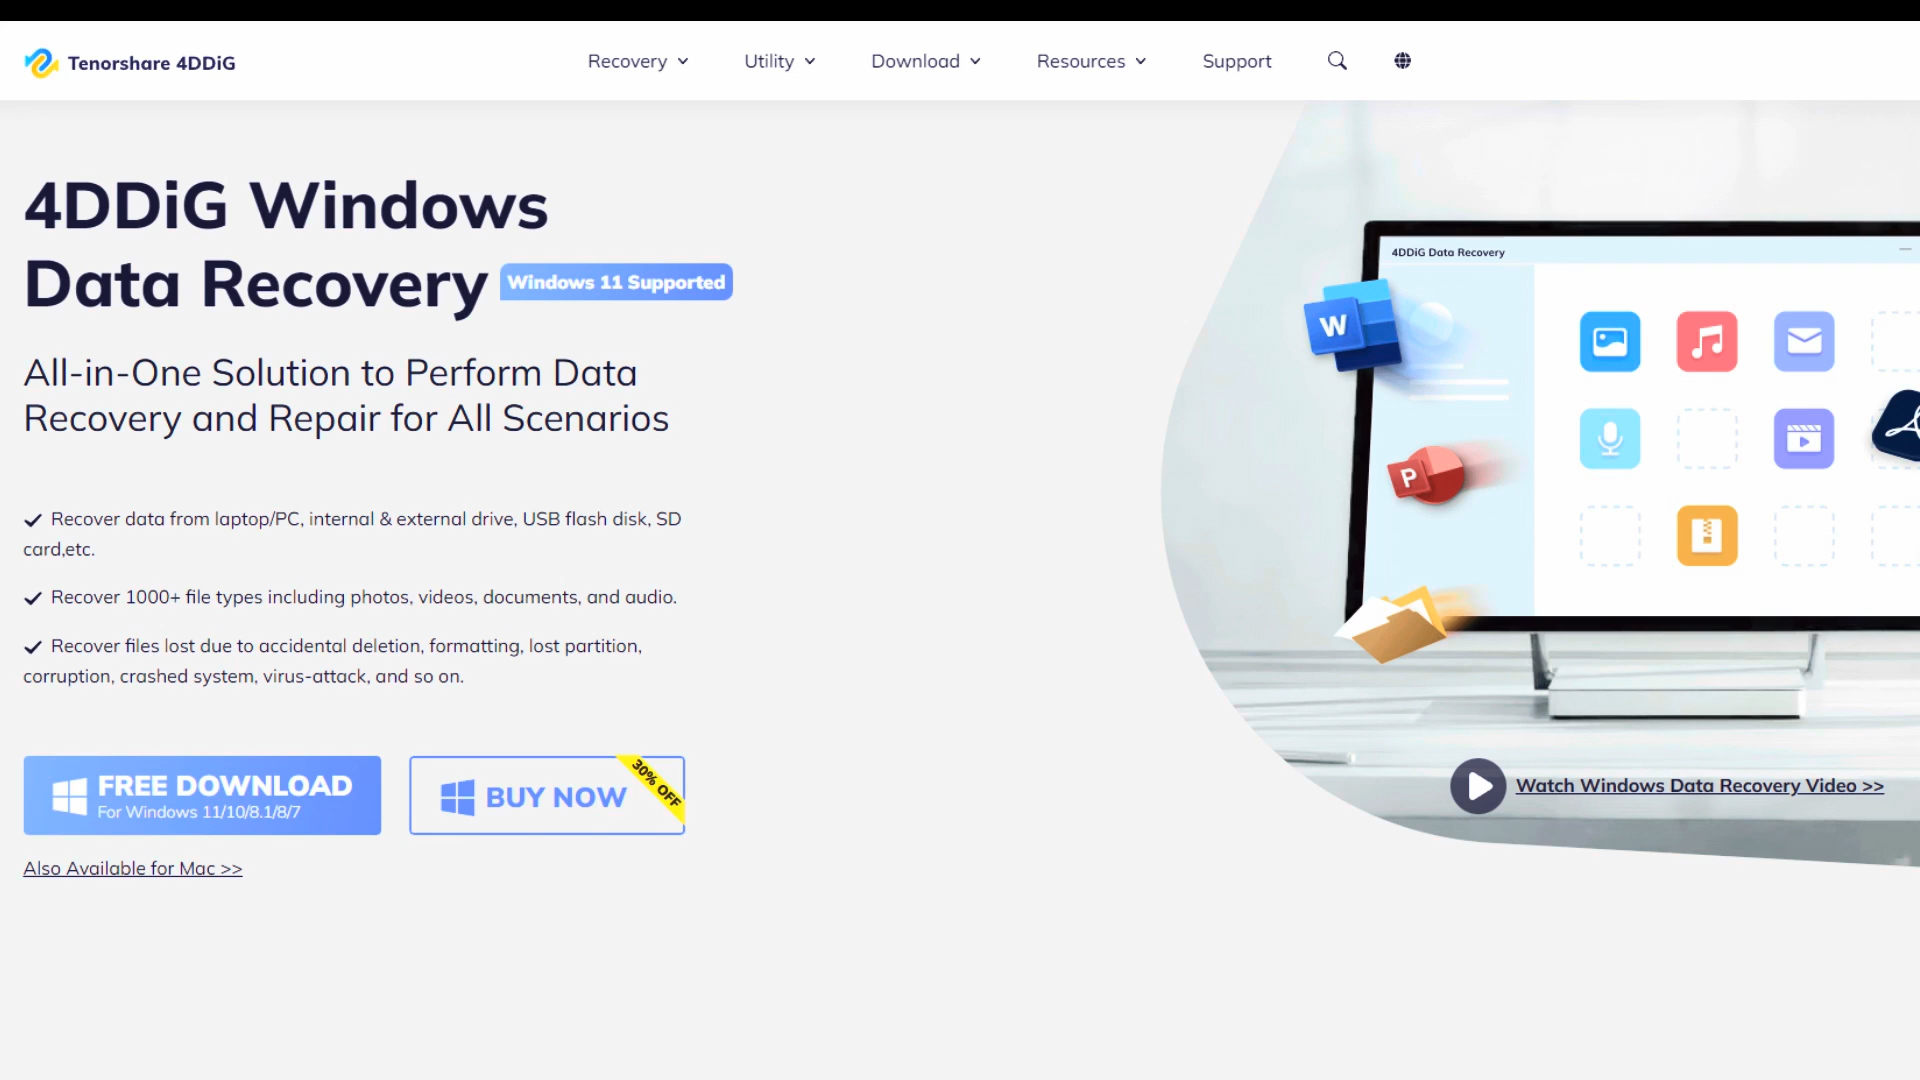 Tenorshare 4DDiG
Recovery
Utility
Download
Resources
Support
4DDiG Windows
Data Recovery
Windows 11 Supported
All-in-One Solution to Perform Data
Recovery and Repair for All Scenarios
Recover data from laptop/PC, internal & external drive, USB flash disk, SD
card,etc.
Recover 1000+ file types including photos, videos, documents, and audio.
Recover files lost due to accidental deletion, formatting, lost partition,
corruption, crashed system, virus-attack, and so on.
FREE DOWNLOAD
For Windows 11/10/8.1/8/7
BUY NOW
30% OFF
Also Available for Mac >>
4DDiG Data Recovery
W
P
Watch Windows Data Recovery Video >>